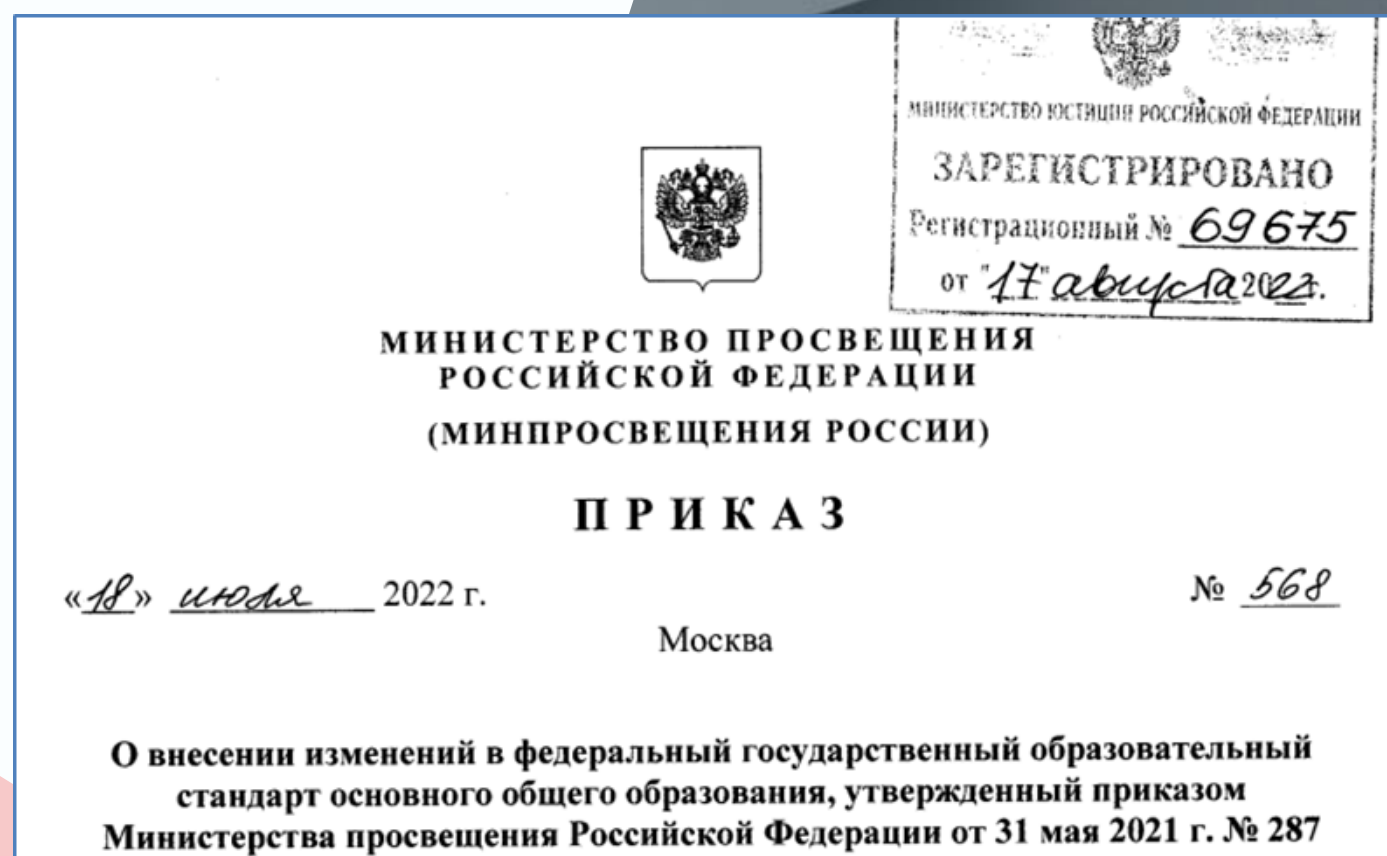 МИНИСТЕРСТВО ЮСТИЦИИ РОССИЙСКОЙ ФЕДЕРАЦИИ
ЗАРЕГИСТРИРОВАНО
Регистрационный № 69675
от "17" августа 2022 г.
МИНИСТЕРСТВО ПРОСВЕЩЕНИЯ
РОССИЙСКОЙ ФЕДЕРАЦИИ
(МИНПРОСВЕЩЕНИЯ РОССИИ)
ПРИКАЗ
«18» июля 2022 г.
№ 568
Москва
О внесении изменений в федеральный государственный образовательный
стандарт основного общего образования, утвержденный приказом
Министерства просвещения Российской Федерации от 31 мая 2021 г. № 287